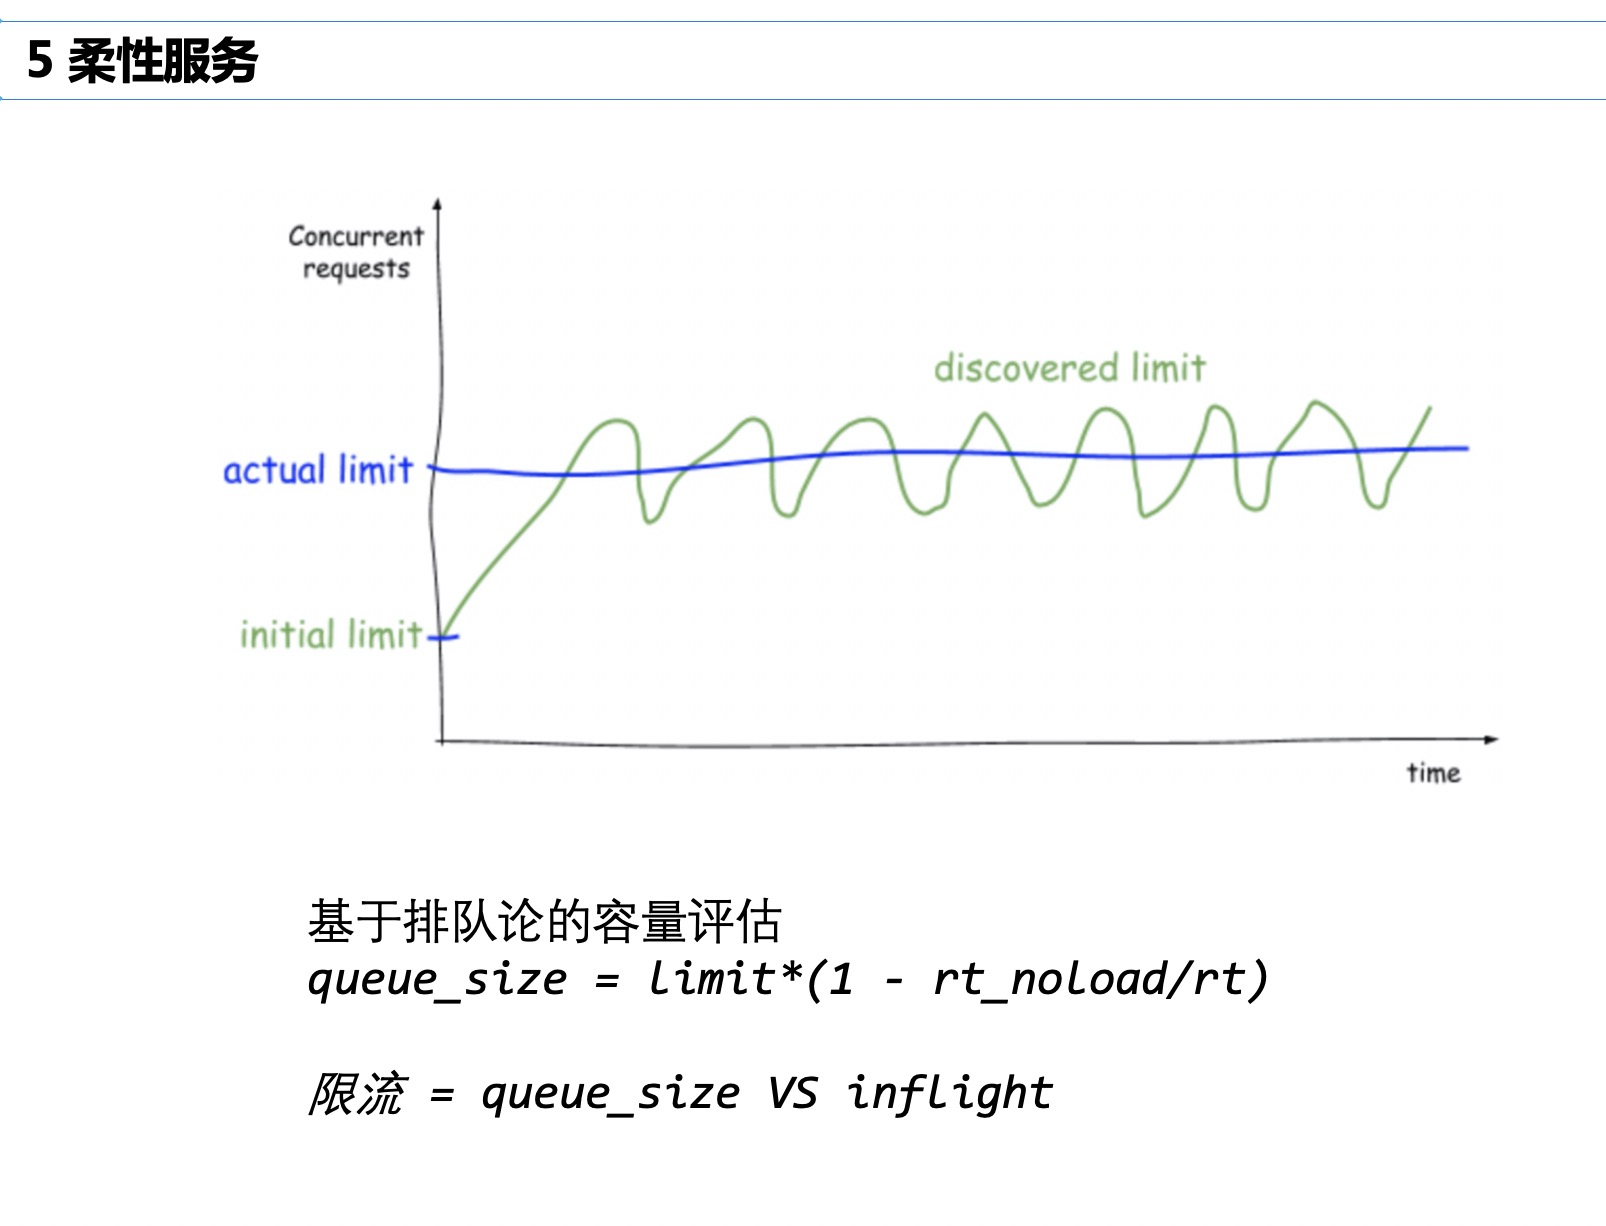 5 柔性服务
Concurrent
requests
discovered limit
actual limit
initial limit
time
基于排队论的容量评估
queue_size = limit*(1 - rt_noload/rt)
限流 = queue_size VS inflight